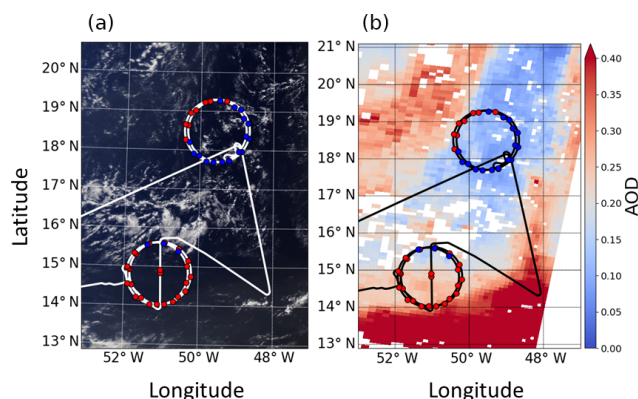 (a) (b)
20° N
19° N
18° N
17° N
16° N
15° N
14° N
13° N
52° W 50° W 48° W
Latitude
Longitude
21° N
20° N
19° N
18° N
17° N
16° N
15° N
14° N
13° N
52° W 50° W 48° W
Longitude
0.40
0.35
0.30
0.25
0.20
0.15
0.10
0.05
0.00
AOD